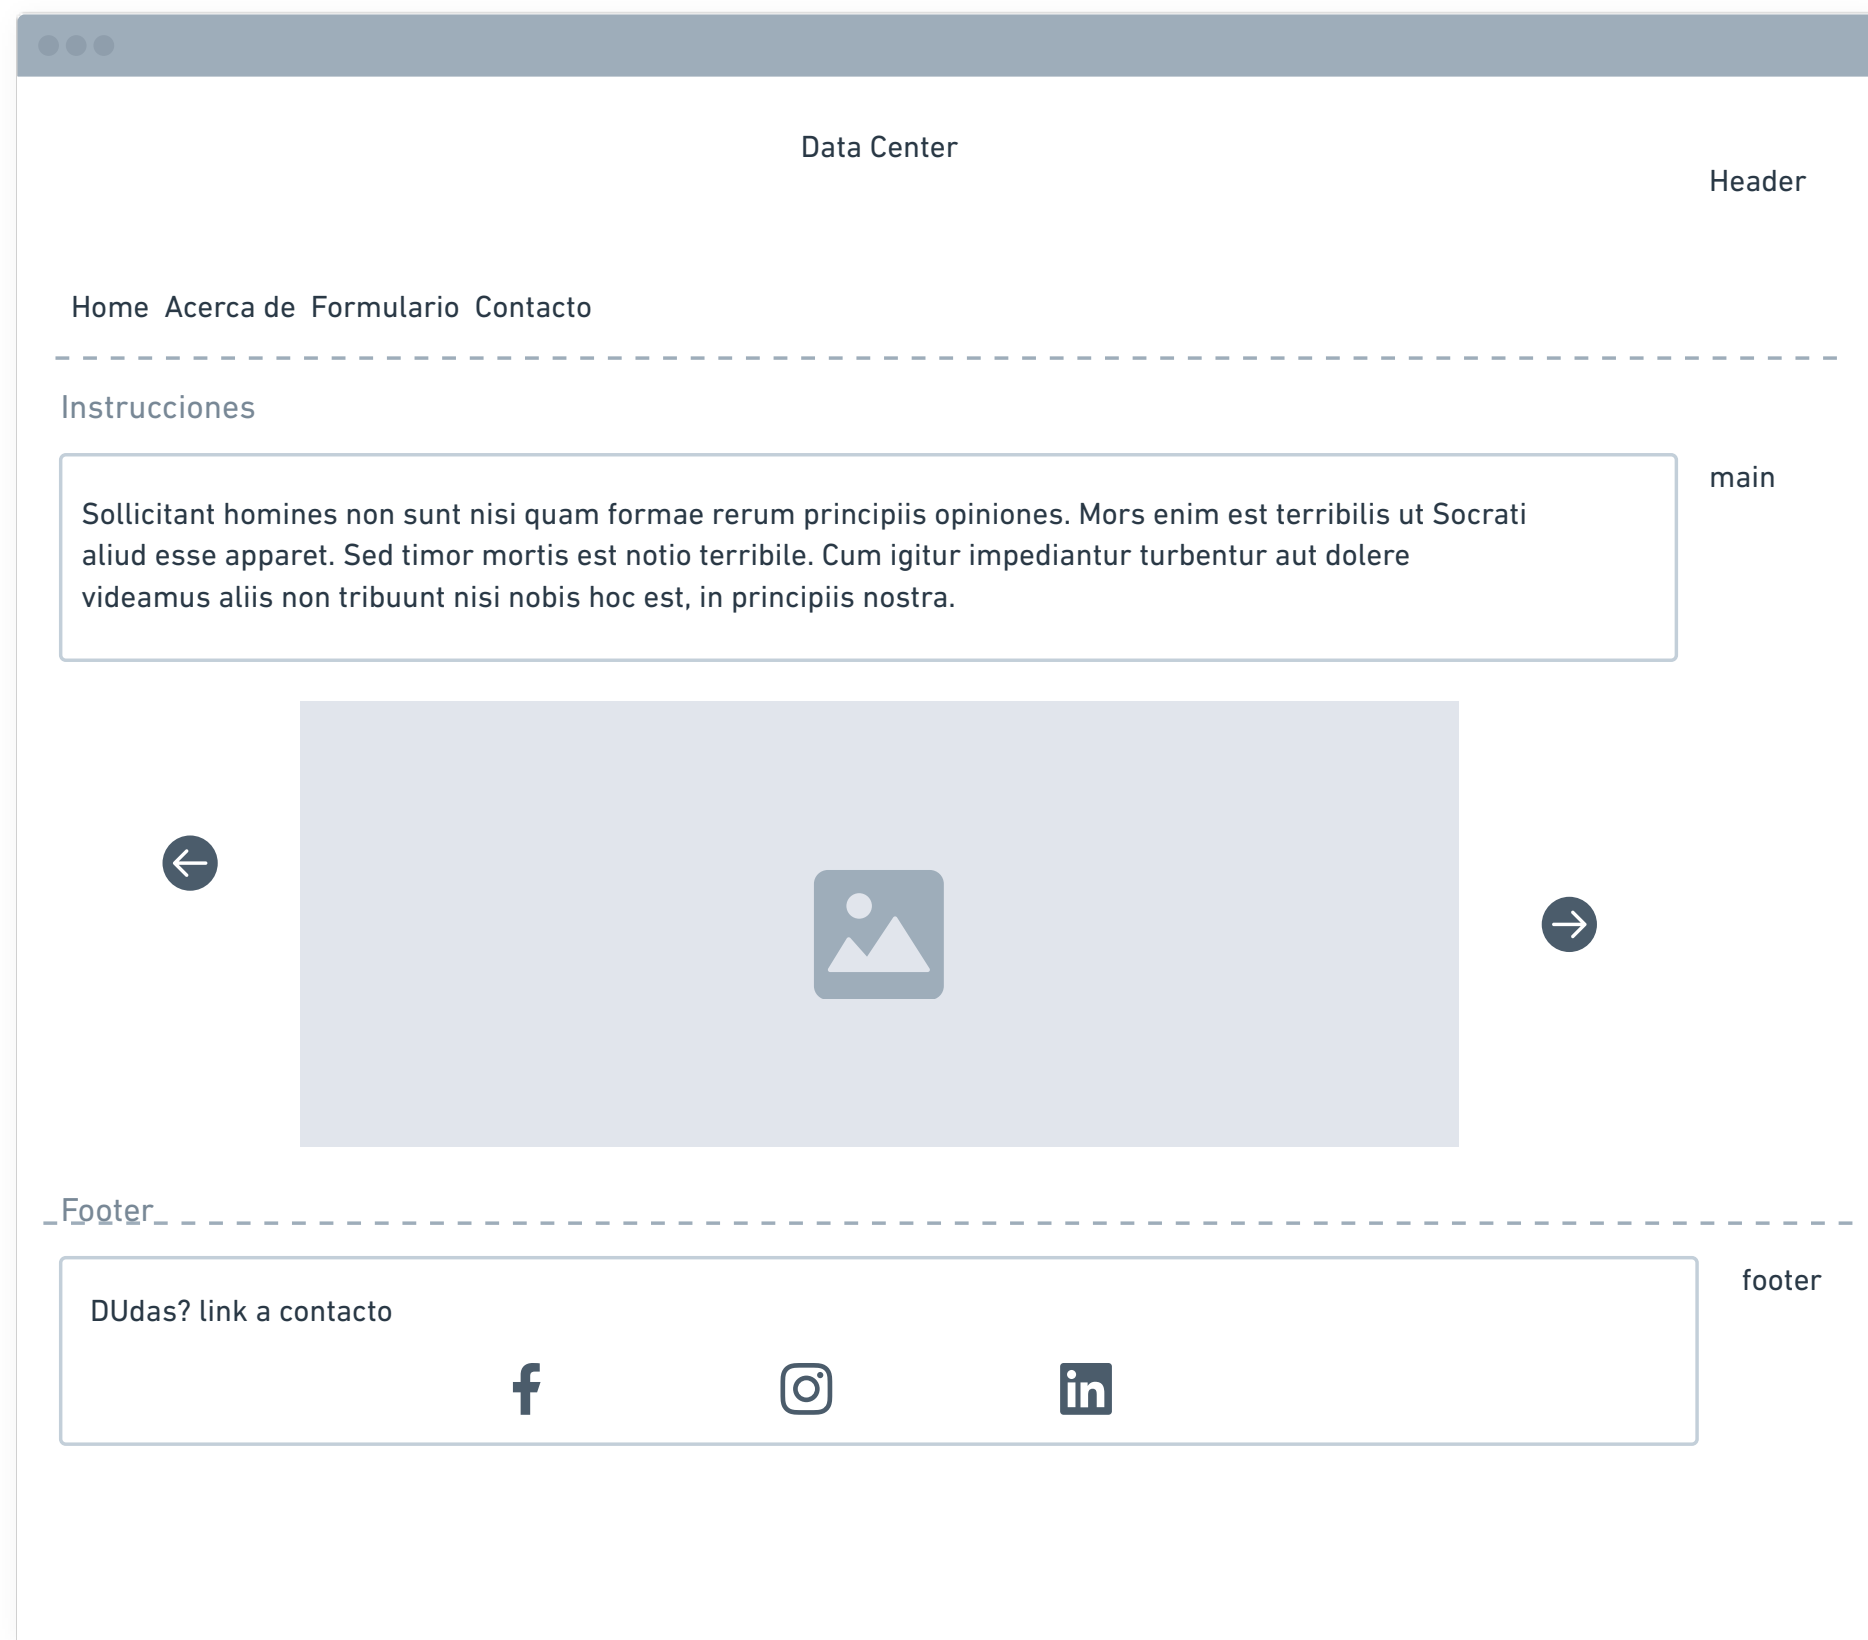 Data Center
Header
Home Acerca de Formulario Contacto
Instrucciones
main
Sollicitant homines non sunt nisi quam formae rerum principiis opiniones. Mors enim est terribilis ut Socrati
aliud esse apparet. Sed timor mortis est notio terribile. Cum igitur impediantur turbentur aut dolere
videamus aliis non tribuunt nisi nobis hoc est, in principiis nostra.
Footer
footer
DUdas? link a contacto
in